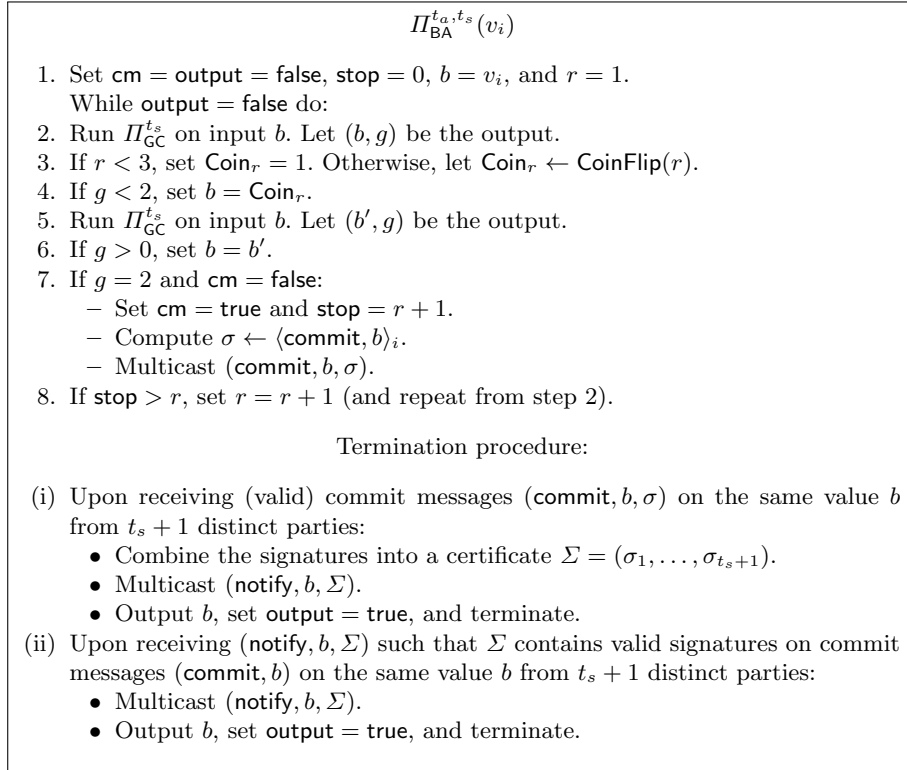 Π_BA^{t_a,t_s}(v_i)
1. Set cm = output = false, stop = 0, b = v_i, and r = 1.
While output = false do:
2. Run Π_GC^{t_s} on input b. Let (b, g) be the output.
3. If r < 3, set Coin_r = 1. Otherwise, let Coin_r ← CoinFlip(r).
4. If g < 2, set b = Coin_r.
5. Run Π_GC^{t_s} on input b. Let (b′, g) be the output.
6. If g > 0, set b = b′.
7. If g = 2 and cm = false:
– Set cm = true and stop = r + 1.
– Compute σ ← ⟨commit, b⟩_i.
– Multicast (commit, b, σ).
8. If stop > r, set r = r + 1 (and repeat from step 2).
Termination procedure:
(i) Upon receiving (valid) commit messages (commit, b, σ) on the same value b
from t_s + 1 distinct parties:
• Combine the signatures into a certificate Σ = (σ_1, . . . , σ_{t_s+1}).
• Multicast (notify, b, Σ).
• Output b, set output = true, and terminate.
(ii) Upon receiving (notify, b, Σ) such that Σ contains valid signatures on commit
messages (commit, b) on the same value b from t_s + 1 distinct parties:
• Multicast (notify, b, Σ).
• Output b, set output = true, and terminate.